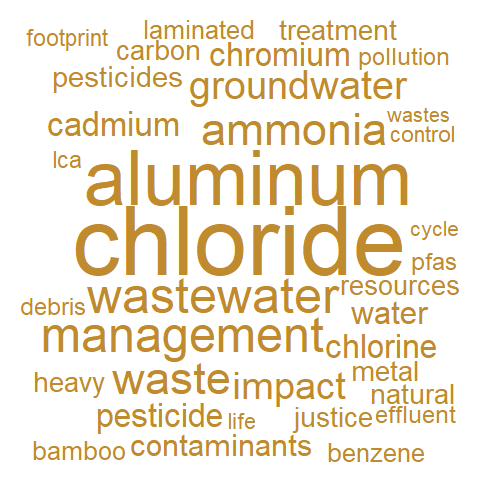 footprint laminated treatment
carbon chromium pollution
pesticides groundwater
cadmium ammonia wastes
control
lca aluminum
chloride cycle
pfas
debris wastewater resources
water
management chlorine
heavy waste impact metal
natural
pesticide life justice effluent
bamboo contaminants benzene